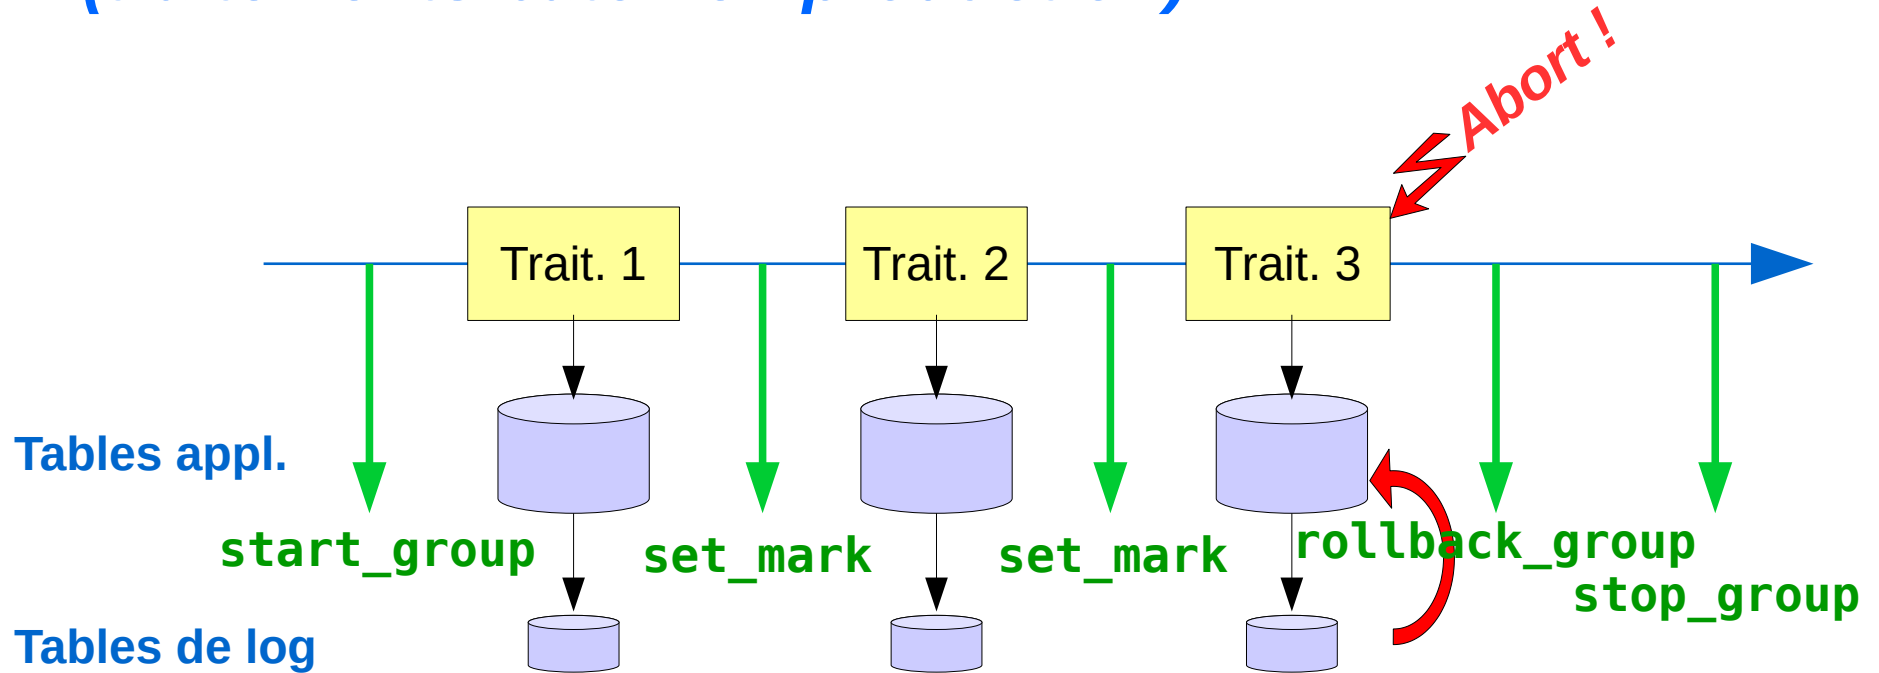 Abort !
Trait. 1
Trait. 2
Trait. 3
Tables appl.
start_group
set_mark
set_mark
rollback_group
stop_group
Tables de log